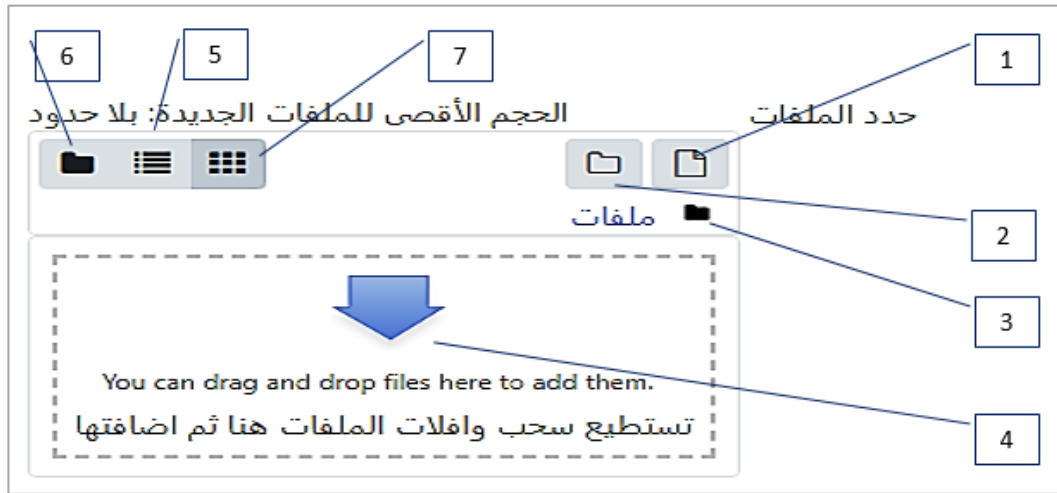 6
5
7
1
حدد الملفات
الحجم الأقصى للملفات الجديدة: بلا حدود
ملفات
2
3
You can drag and drop files here to add them.
تستطيع سحب وافلات الملفات هنا ثم اضافتها
4